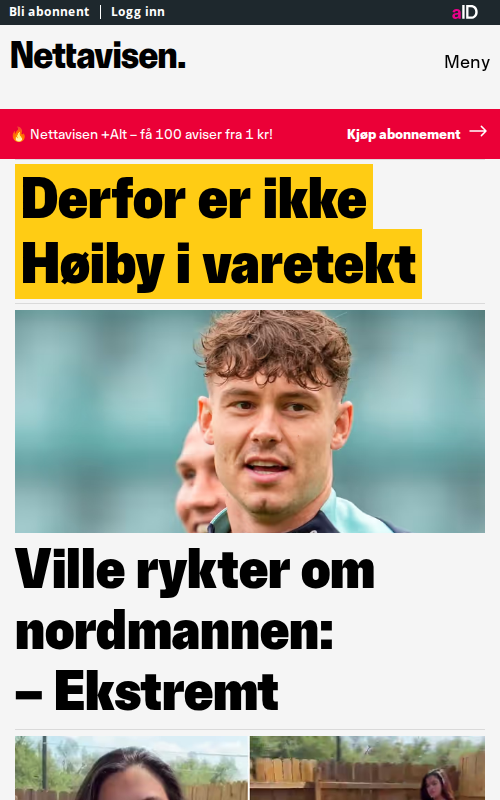 Bli abonnent | Logg inn
aID
Nettavisen.
Meny
🔥 Nettavisen +Alt – få 100 aviser fra 1 kr!
Kjøp abonnement →
Derfor er ikke
Høiby i varetekt
Ville rykter om
nordmannen:
– Ekstremt